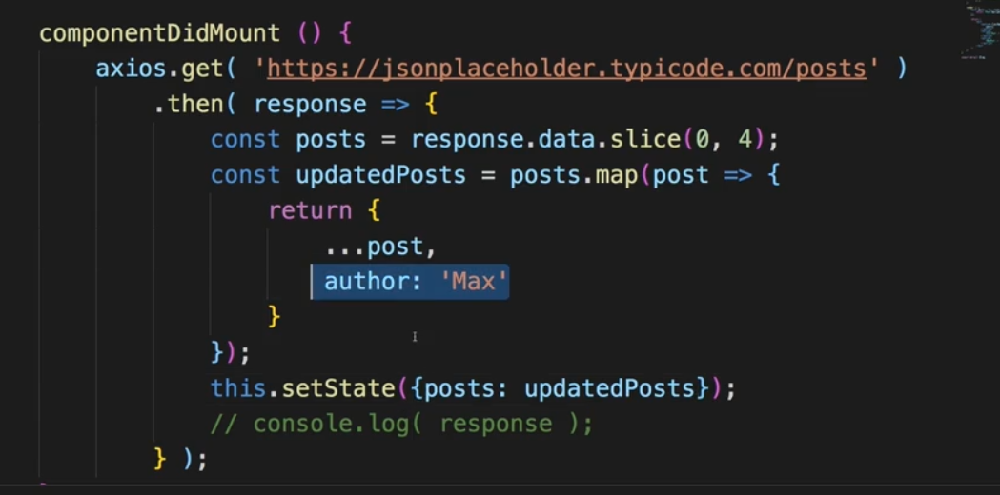 componentDidMount () {
axios.get( 'https://jsonplaceholder.typicode.com/posts' )
.then( response => {
const posts = response.data.slice(0, 4);
const updatedPosts = posts.map(post => {
return {
...post,
author: 'Max'
}
});
this.setState({posts: updatedPosts});
// console.log( response );
} );